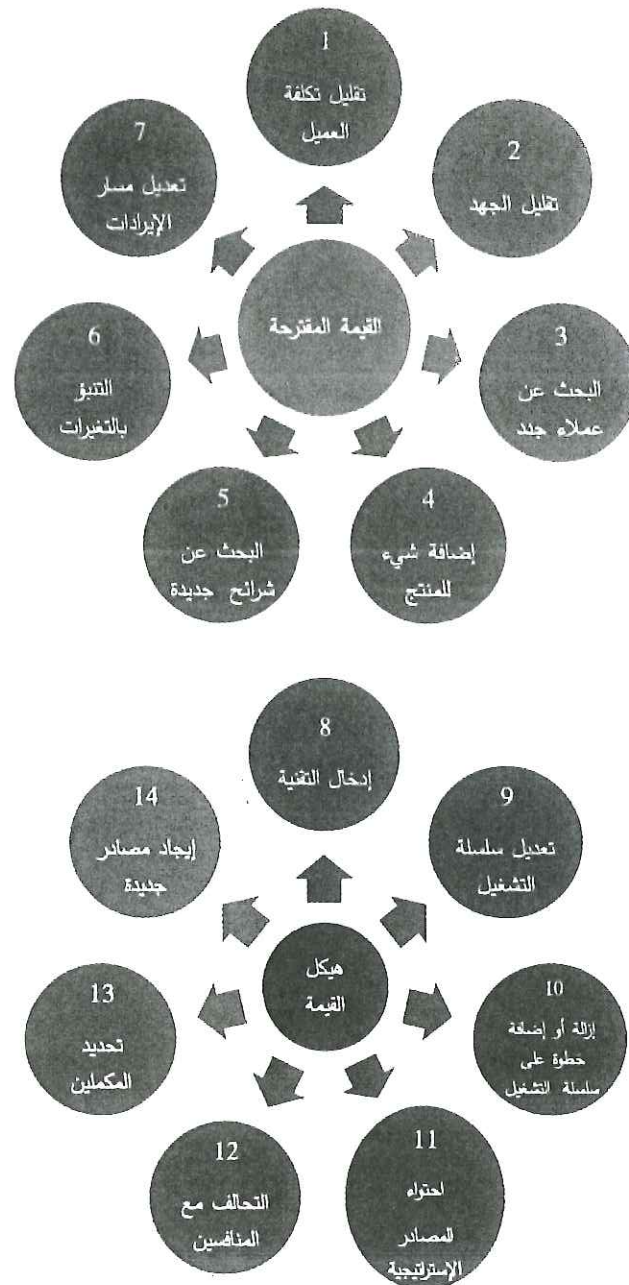 1
تقليل تكلفة
العميل
2
تقليل الجهد
3
البحث عن
عملاء جدد
4
إضافة شيء
للمنتج
5
البحث عن
شرائح جديدة
6
التنبؤ
بالتغيرات
7
تعديل مسار
الإيرادات
القيمة المقترحة
8
إدخال التقنية
9
تعديل سلسلة
التشغيل
10
إزالة أو إضافة
خطوة على
سلسلة التشغيل
11
احتواء
المصادر
الإستراتيجية
12
التحالف مع
المنافسين
13
تحديد
المكملين
14
إيجاد مصادر
جديدة
هيكل
القيمة